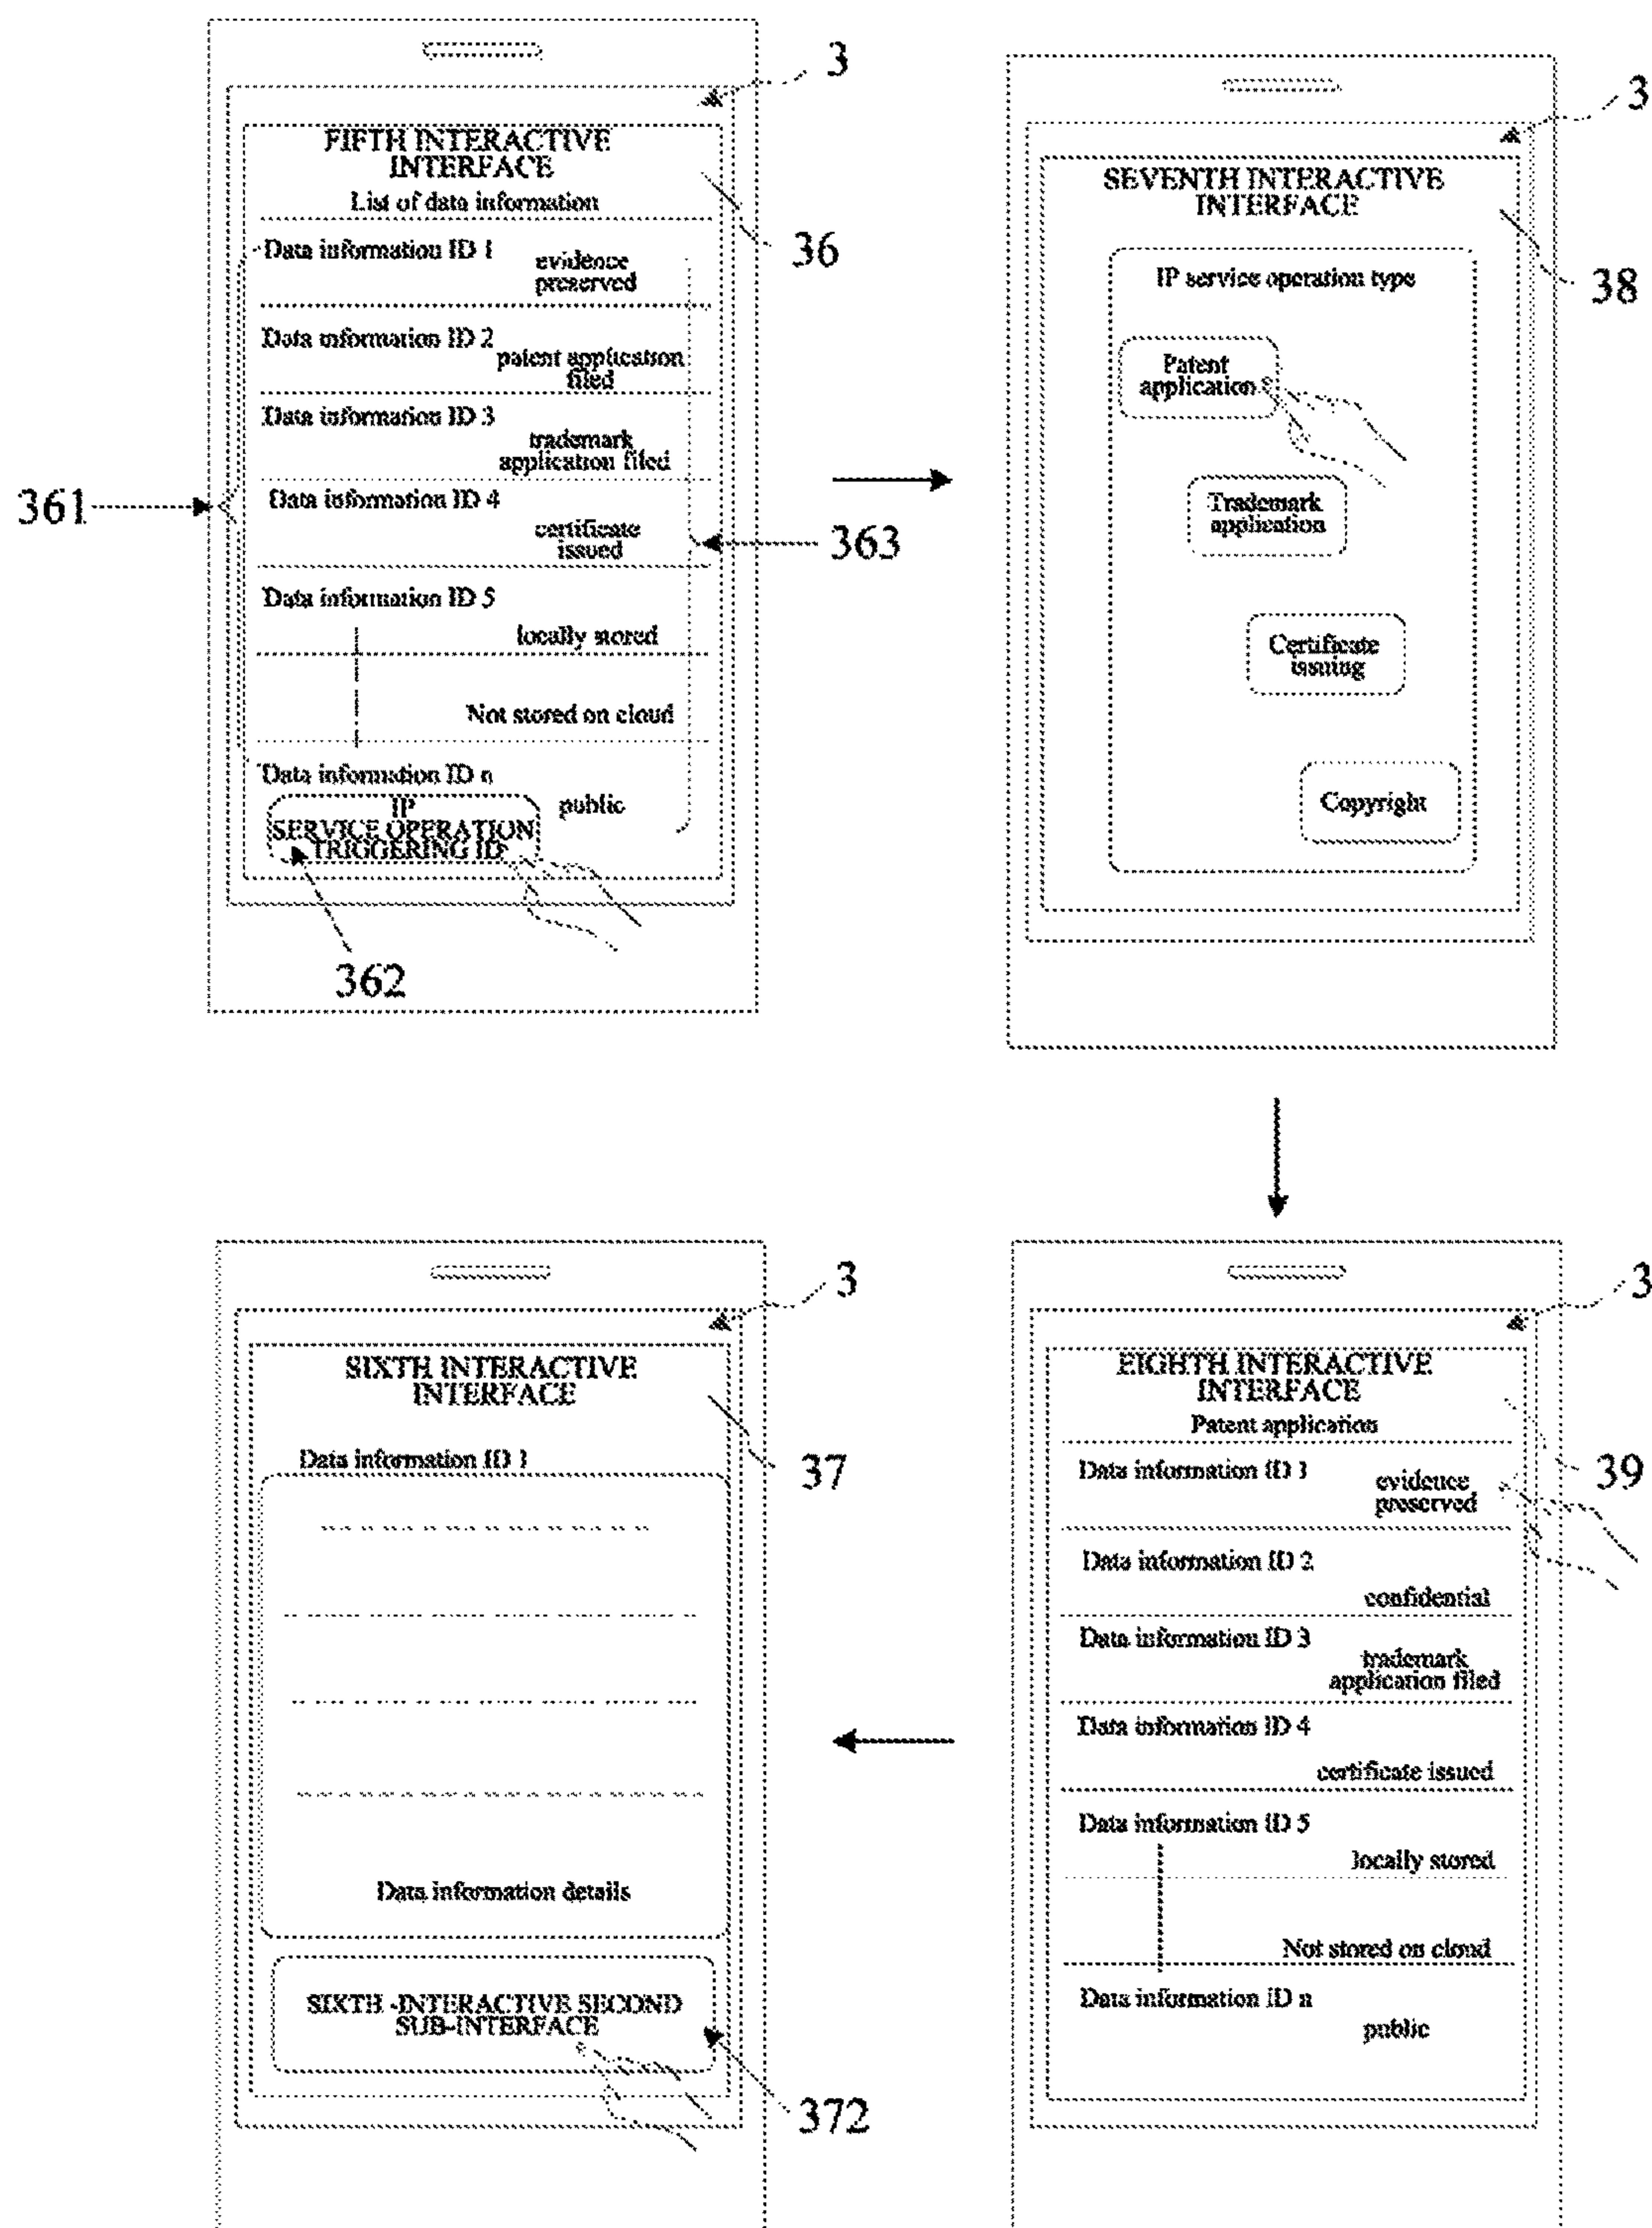 3
FIFTH INTERACTIVE
INTERFACE
List of data information
36
Data information ID 1
evidence
preserved
Data information ID 2
patent application
filed
Data information ID 3
trademark
application filed
361
Data information ID 4
certificate
issued
363
Data information ID 5
locally stored
Not stored on cloud
Data information ID n
public
IP
SERVICE OPERATION
TRIGGERING ID
362
3
SEVENTH INTERACTIVE
INTERFACE
38
IP service operation type
Patent
application
Trademark
application
Certificate
issuing
Copyright
3
SIXTH INTERACTIVE
INTERFACE
37
Data information ID 1
Data information details
SIXTH -INTERACTIVE SECOND
SUB-INTERFACE
372
3
EIGHTH INTERACTIVE
INTERFACE
Patent application
39
Data information ID 1
evidence
preserved
Data information ID 2
confidential
Data information ID 3
trademark
application filed
Data information ID 4
certificate issued
Data information ID 5
locally stored
Not stored on cloud
Data information ID n
public